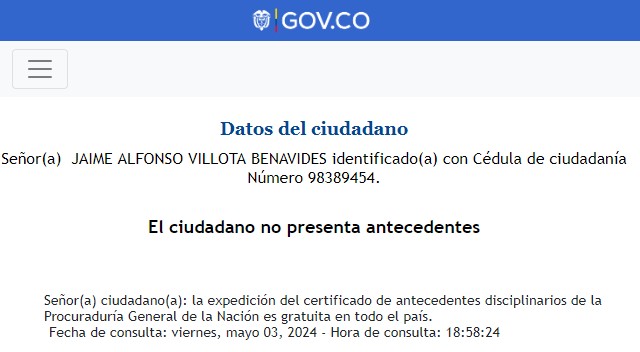 GOV.CO
Datos del ciudadano
Señor(a) JAIME ALFONSO VILLOTA BENAVIDES identificado(a) con Cédula de ciudadanía
Número 98389454.
El ciudadano no presenta antecedentes
Señor(a) ciudadano(a): la expedición del certificado de antecedentes disciplinarios de la
Procuraduría General de la Nación es gratuita en todo el país.
Fecha de consulta: viernes, mayo 03, 2024 - Hora de consulta: 18:58:24